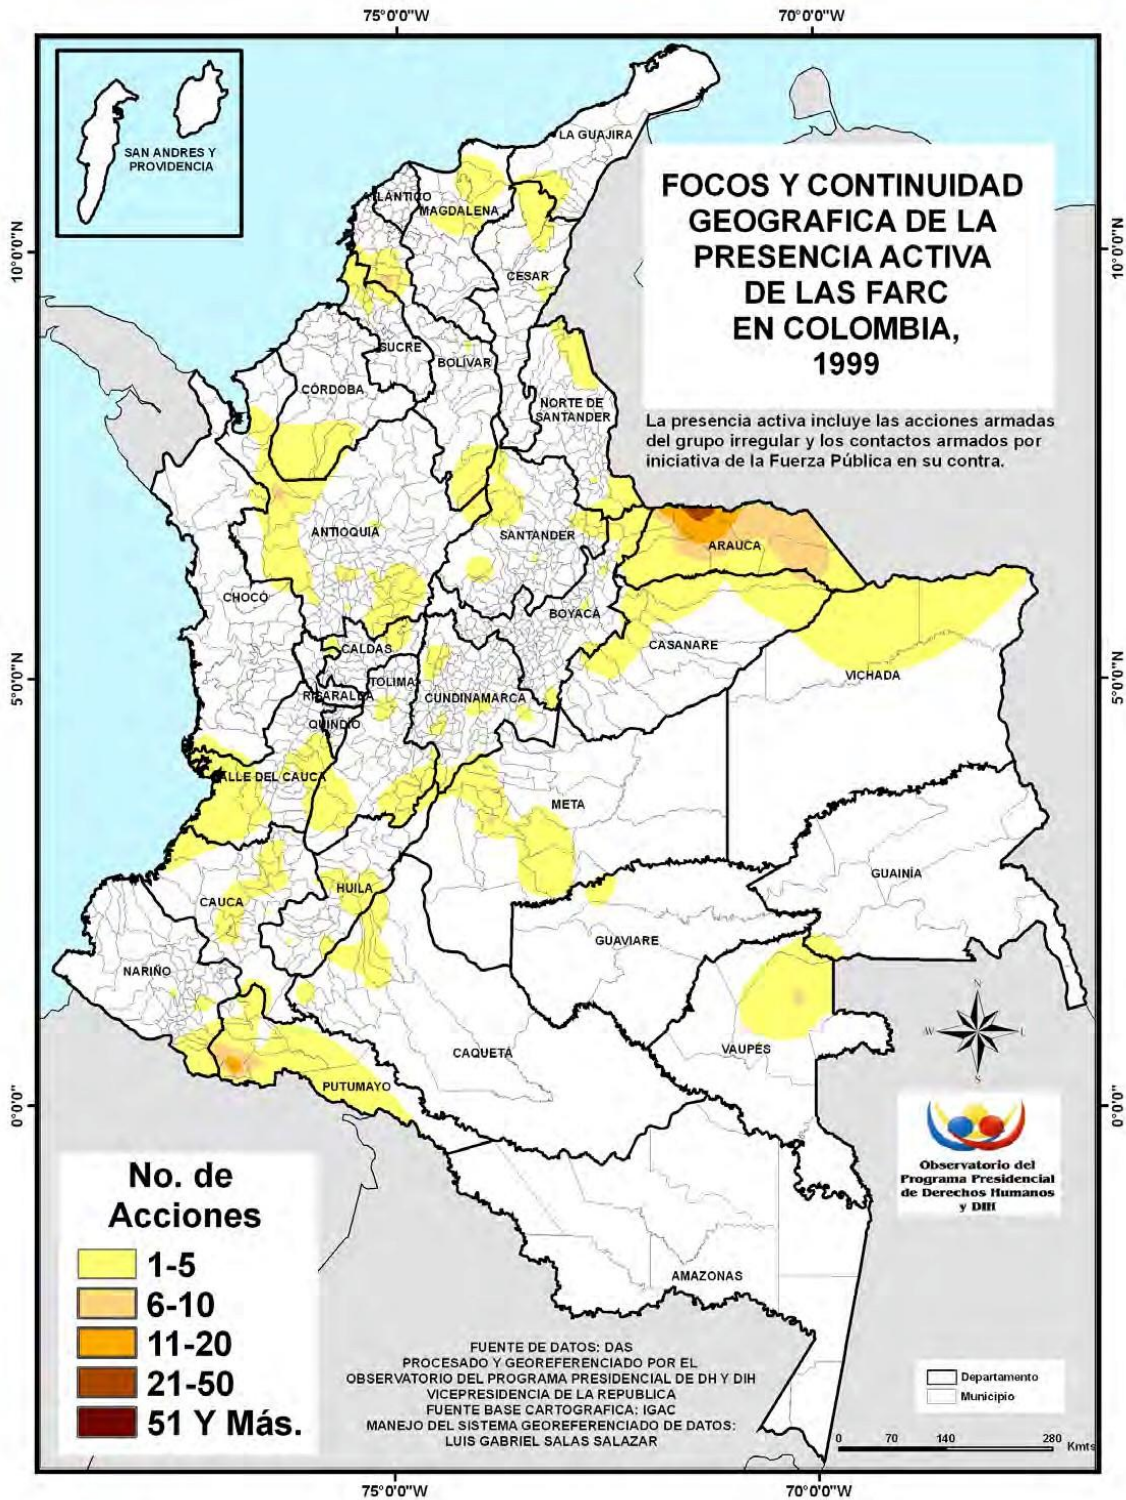 75°0'0"W
70°0'0"W
SAN ANDRES Y
PROVIDENCIA
LA GUAJIRA
ATLÁNTICO
MAGDALENA
FOCOS Y CONTINUIDAD
GEOGRAFICA DE LA
PRESENCIA ACTIVA
DE LAS FARC
EN COLOMBIA,
1999
10°0'0"N
10°0'0"N
CESAR
SUCRE
BOLÍVAR
CÓRDOBA
NORTE DE
SANTANDER
La presencia activa incluye las acciones armadas
del grupo irregular y los contactos armados por
iniciativa de la Fuerza Pública en su contra.
ANTIOQUIA
SANTANDER
ARAUCA
CHOCÓ
BOYACÁ
CALDAS
CASANARE
5°0'0"N
5°0'0"N
VICHADA
TOLIMA
RISARALDA
CUNDINAMARCA
QUINDIO
VALLE DEL CAUCA
META
GUAINÍA
HUILA
CAUCA
GUAVIARE
NARIÑO
N
W
L
S
CAQUETÁ
VAUPÉS
PUTUMAYO
0°0'0"
0°0'0"
Observatorio del
Programa Presidencial
de Derechos Humanos
y DIH
No. de
Acciones
1-5
6-10
11-20
21-50
51 Y Más.
AMAZONAS
FUENTE DE DATOS: DAS
PROCESADO Y GEOREFERENCIADO POR EL
OBSERVATORIO DEL PROGRAMA PRESIDENCIAL DE DH Y DIH
VICEPRESIDENCIA DE LA REPUBLICA
FUENTE BASE CARTOGRAFICA: IGAC
MANEJO DEL SISTEMA GEOREFERENCIADO DE DATOS:
LUIS GABRIEL SALAS SALAZAR
Departamento
Municipio
0 70 140 280
Kmts
75°0'0"W
70°0'0"W